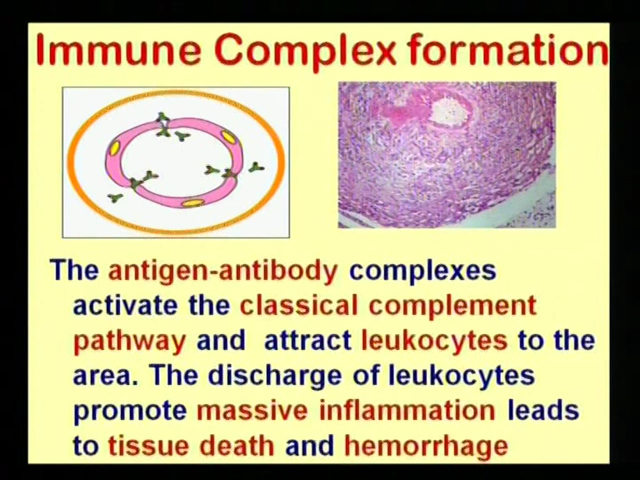 Immune Complex formation
The antigen-antibody complexes
activate the classical complement
pathway and attract leukocytes to the
area. The discharge of leukocytes
promote massive inflammation leads
to tissue death and hemorrhage